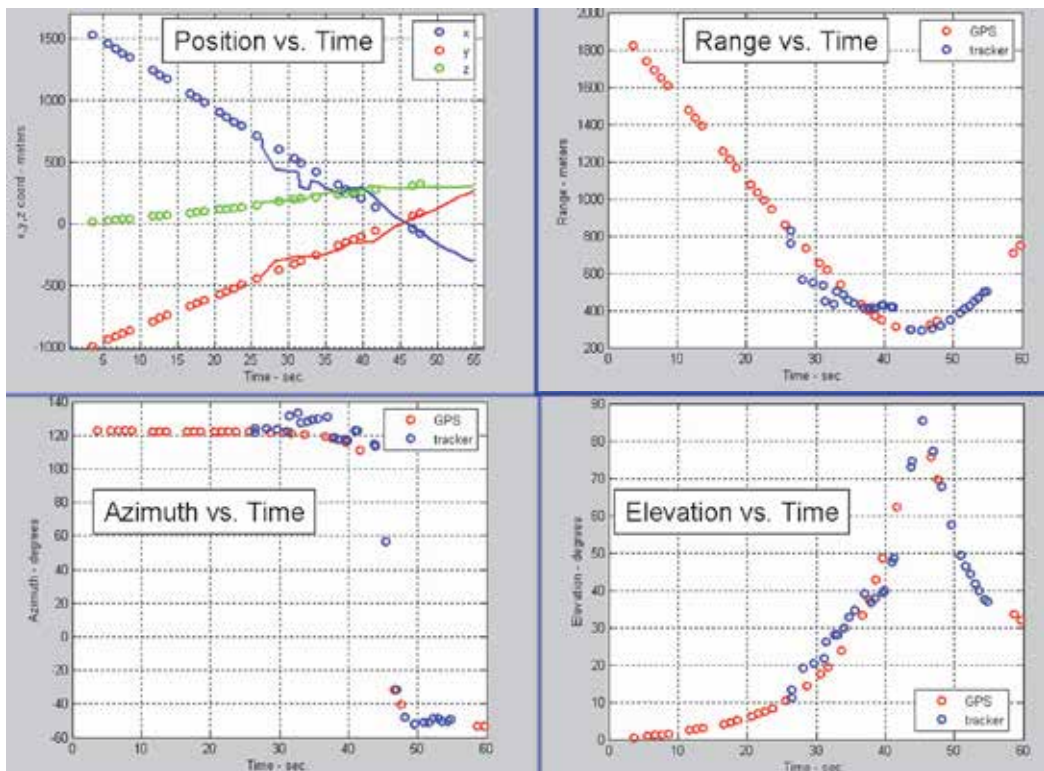 Position vs. Time
x
Y
z
1500
1000
500
0
-500
-1000
x,y,z coord - meters
5 10 15 20 25 30 35 40 45 50 55
Time - sec.
Range vs. Time
GPS
tracker
2000
1800
1600
1400
1200
1000
800
600
400
200
Range - meters
0 10 20 30 40 50 60
Time - sec.
Azimuth vs. Time
GPS
tracker
140
120
100
80
60
40
20
0
-20
-40
-60
Azimuth - degrees
0 10 20 30 40 50 60
Time - sec.
Elevation vs. Time
GPS
tracker
90
80
70
60
50
40
30
20
10
0
Elevation - degrees
0 10 20 30 40 50 60
Time - sec.